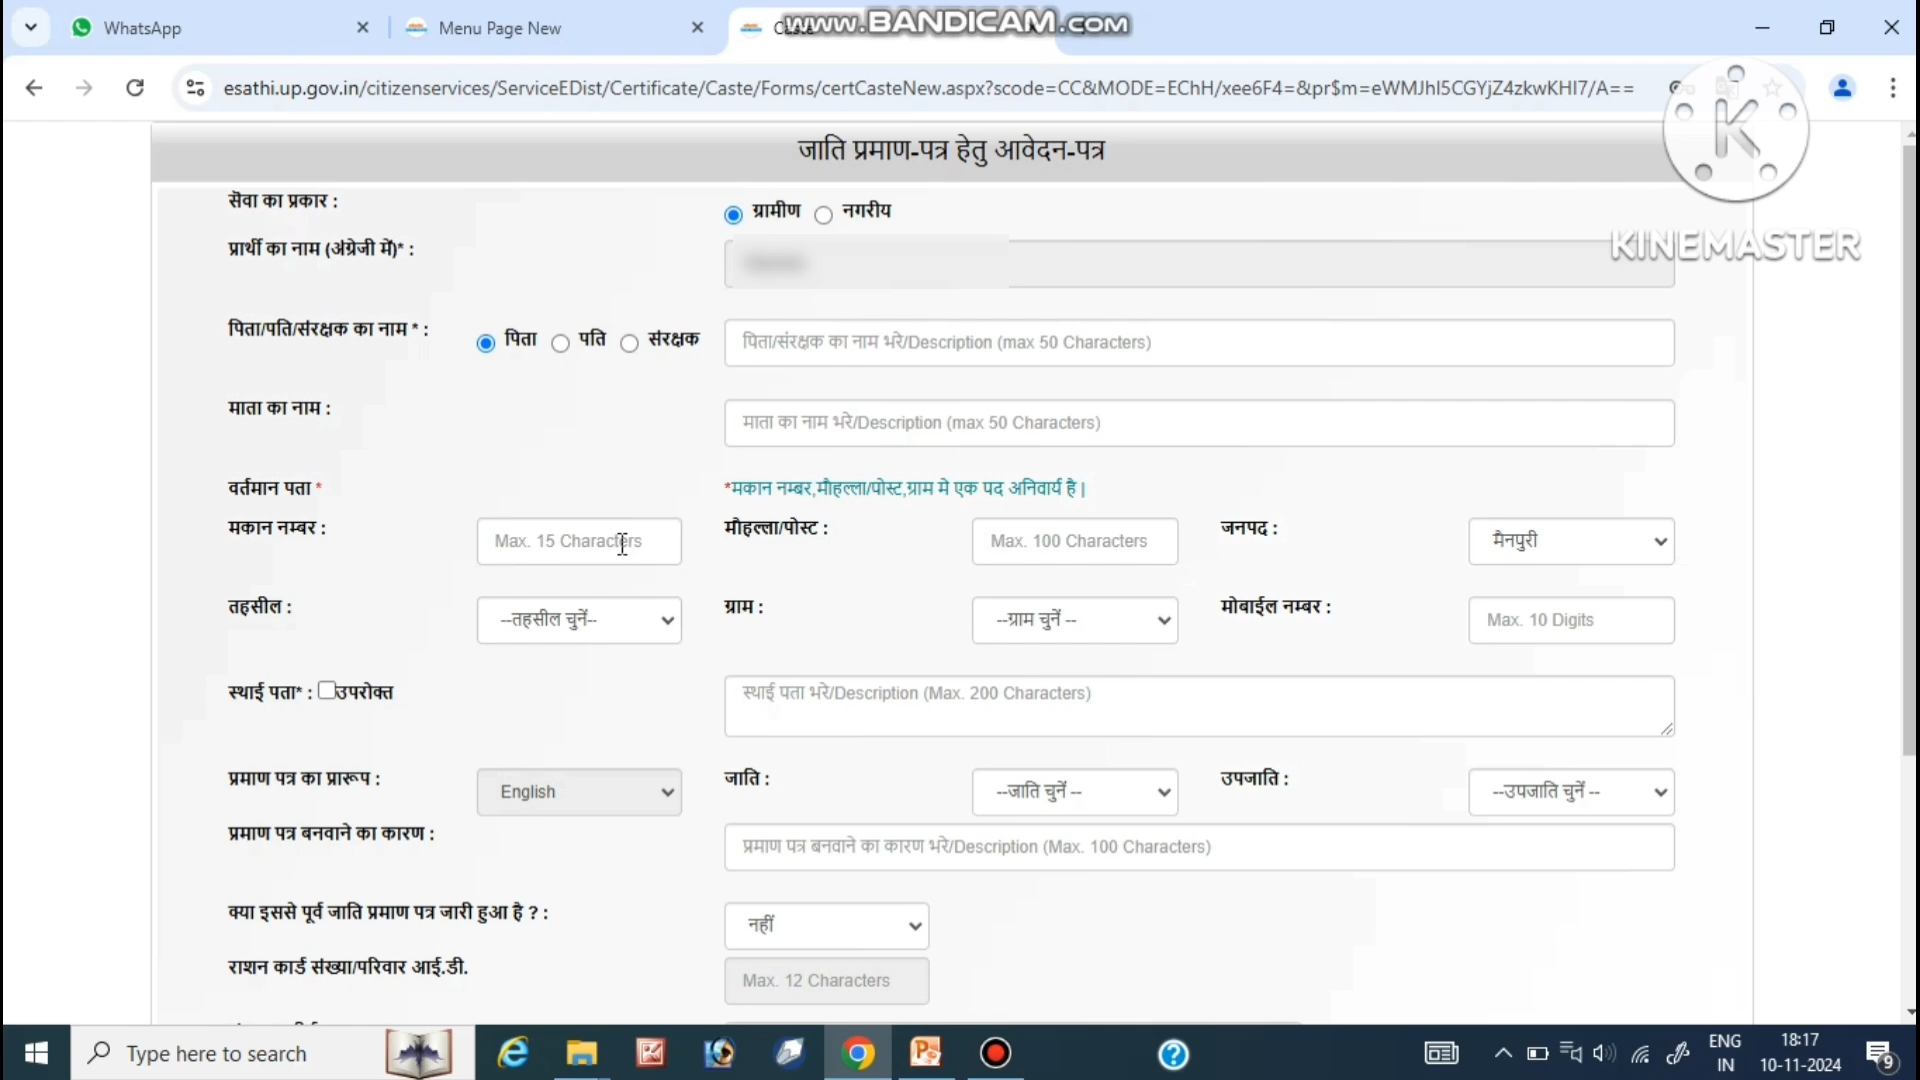 WhatsApp
Menu Page New
www.BANDICAM.com
esathi.up.gov.in/citizenservices/ServiceEDist/Certificate/Caste/Forms/certCasteNew.aspx?scode=CC&MODE=EChH/xee6F4=&pr$m=eWMJhl5CGYjZ4zkwKHI7/A==
K
KINEMASTER
जाति प्रमाण-पत्र हेतु आवेदन-पत्र
सेवा का प्रकार :
ग्रामीण नगरीय
प्रार्थी का नाम (अंग्रेजी में)* :
पिता/पति/संरक्षक का नाम * : पिता पति संरक्षक पिता/संरक्षक का नाम भरे/Description (max 50 Characters)
माता का नाम : माता का नाम भरे/Description (max 50 Characters)
वर्तमान पता * *मकान नम्बर,मौहल्ला/पोस्ट,ग्राम मे एक पद अनिवार्य है |
मकान नम्बर : Max. 15 Characters मौहल्ला/पोस्ट : Max. 100 Characters जनपद : मैनपुरी
तहसील : --तहसील चुनें-- ग्राम : --ग्राम चुनें -- मोबाईल नम्बर : Max. 10 Digits
स्थाई पता* : उपरोक्त स्थाई पता भरे/Description (Max. 200 Characters)
प्रमाण पत्र का प्रारूप : English जाति : --जाति चुनें -- उपजाति : --उपजाति चुनें --
प्रमाण पत्र बनवाने का कारण : प्रमाण पत्र बनवाने का कारण भरे/Description (Max. 100 Characters)
क्या इससे पूर्व जाति प्रमाण पत्र जारी हुआ है ? : नहीं
राशन कार्ड संख्या/परिवार आई.डी. Max. 12 Characters
Type here to search
ENG
IN
18:17
10-11-2024
9